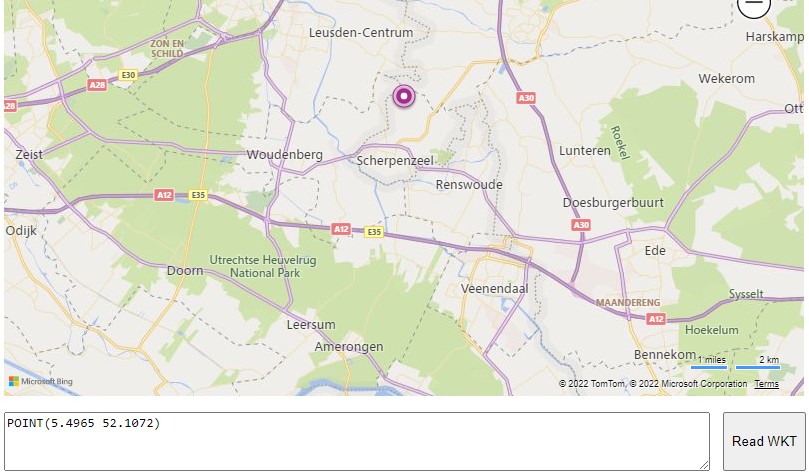 Leusden-Centrum
Harskamp
ZON EN
SCHILD
E30
A28
28
A30
Wekerom
Ott
Roekel
Zeist
Woudenberg
Scherpenzeel
Lunteren
Renswoude
A12
E35
Doesburgerbuurt
A30
Odijk
A12
E35
Ede
Utrechtse Heuvelrug
National Park
Doorn
Veenendaal
MAANDERENG
Sysselt
A12
Leersum
Hoekelum
Amerongen
Bennekom
1 miles
2 km
Microsoft Bing
© 2022 TomTom, © 2022 Microsoft Corporation Terms
POINT(5.4965 52.1072)
Read WKT